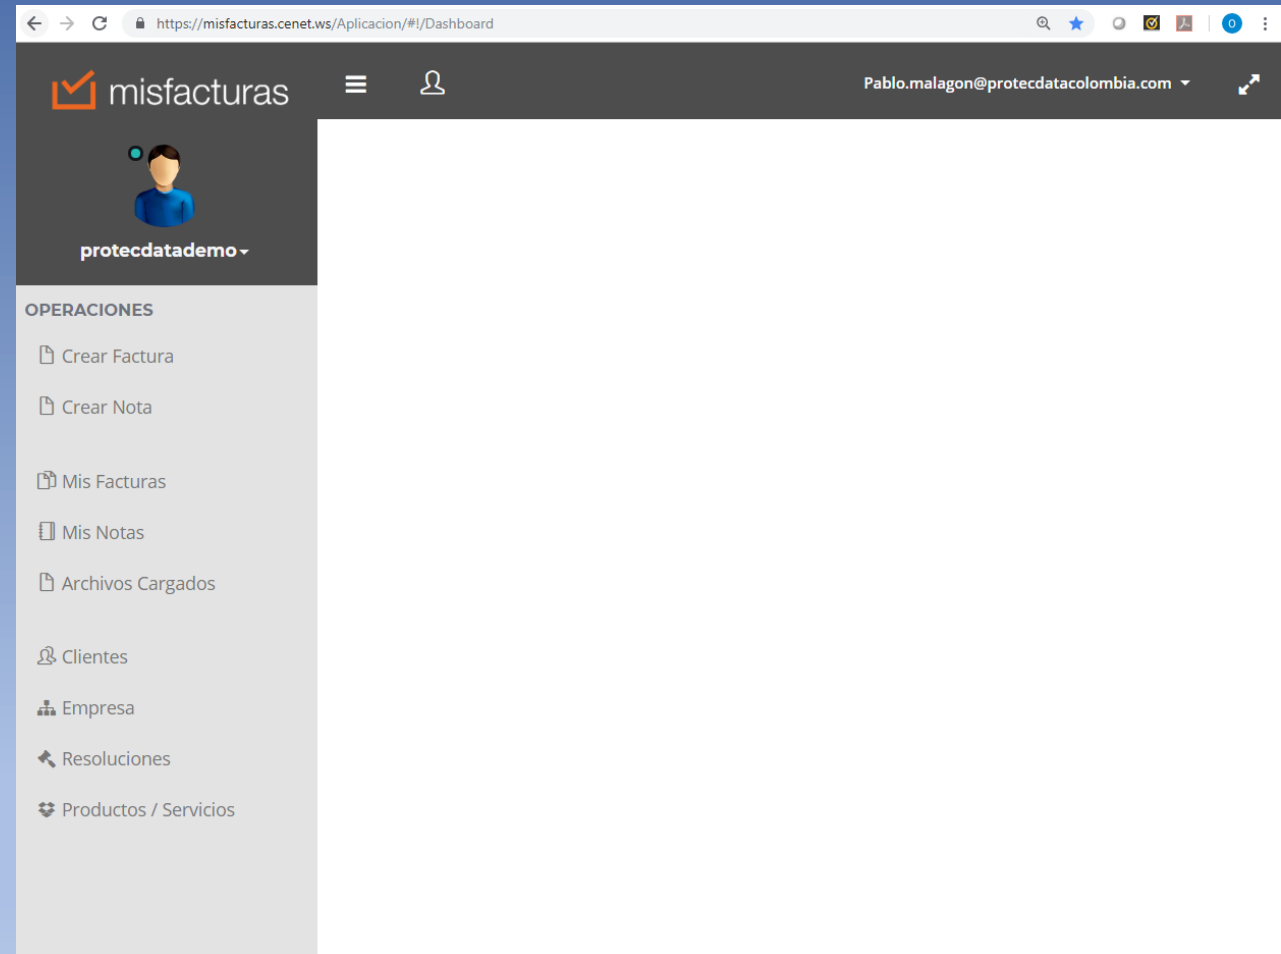 https://misfacturas.cenet.ws/Aplicacion/#!/Dashboard
O
misfacturas
Pablo.malagon@protecdatacolombia.com
protecdatademo
OPERACIONES
Crear Factura
Crear Nota
Mis Facturas
Mis Notas
Archivos Cargados
Clientes
Empresa
Resoluciones
Productos / Servicios